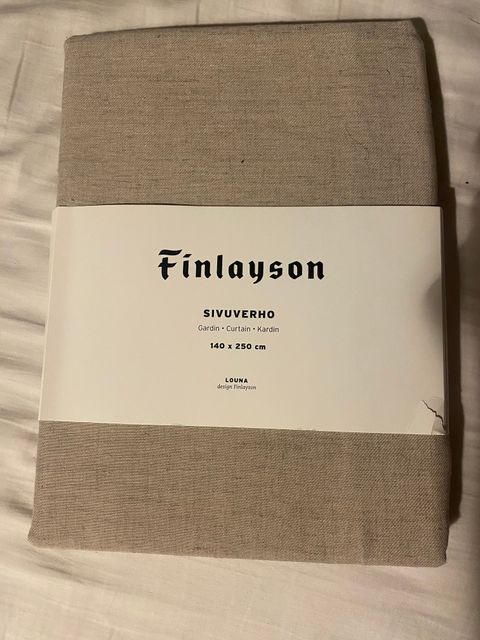 Finlayson
SIVUVERHO
Gardin • Curtain • Kardin
140 x 250 cm
LOUNA
design Finlayson